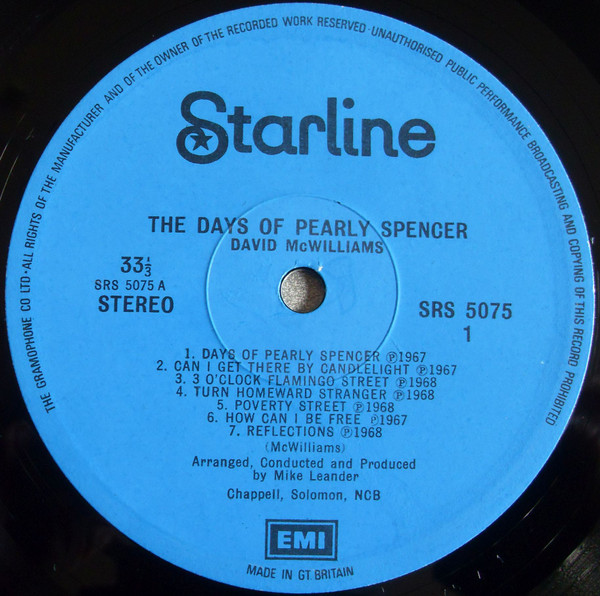 THE GRAMOPHONE CO LTD · ALL RIGHTS OF THE MANUFACTURER AND OF THE OWNER OF THE RECORDED WORK RESERVED · UNAUTHORISED PUBLIC PERFORMANCE BROADCASTING AND COPYING OF THIS RECORD PROHIBITED
Starline
THE DAYS OF PEARLY SPENCER
DAVID McWILLIAMS
33⅓
SRS 5075 A
STEREO
SRS 5075
1
1. DAYS OF PEARLY SPENCER ℗1967
2. CAN I GET THERE BY CANDLELIGHT ℗1967
3. 3 O'CLOCK FLAMINGO STREET ℗1968
4. TURN HOMEWARD STRANGER ℗1968
5. POVERTY STREET ℗1968
6. HOW CAN I BE FREE ℗1967
7. REFLECTIONS ℗1968
(McWilliams)
Arranged, Conducted and Produced
by Mike Leander
Chappell, Solomon, NCB
EMI
MADE IN GT. BRITAIN